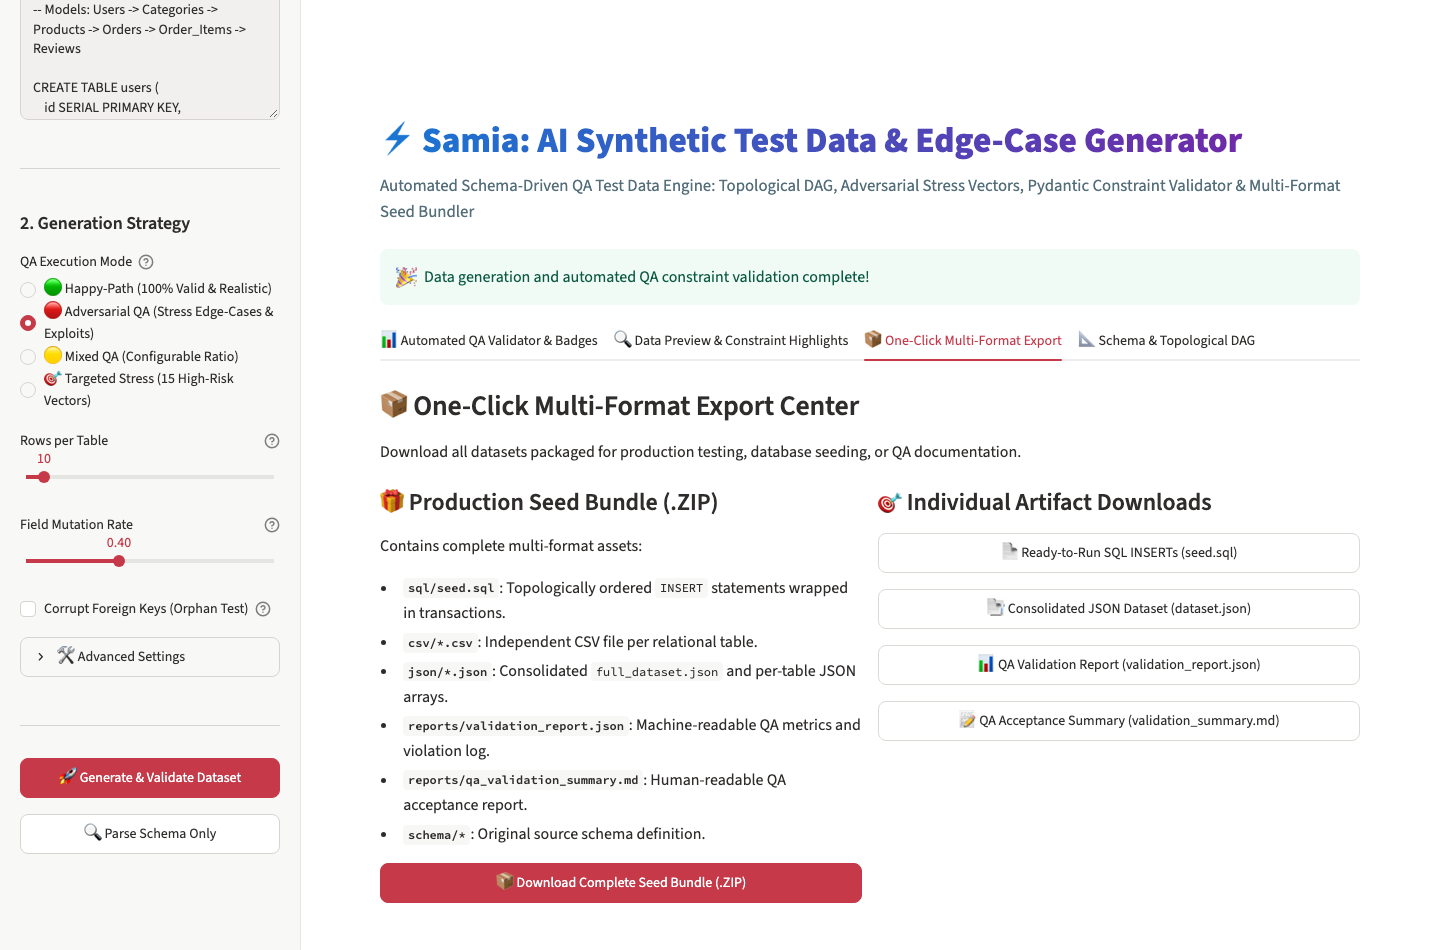 -- Models: Users -> Categories ->
Products -> Orders -> Order_Items ->
Reviews
CREATE TABLE users (
id SERIAL PRIMARY KEY,
2. Generation Strategy
QA Execution Mode
Happy-Path (100% Valid & Realistic)
Adversarial QA (Stress Edge-Cases &
Exploits)
Mixed QA (Configurable Ratio)
Targeted Stress (15 High-Risk
Vectors)
Rows per Table
10
Field Mutation Rate
0.40
Corrupt Foreign Keys (Orphan Test)
Advanced Settings
Generate & Validate Dataset
Parse Schema Only
Samia: AI Synthetic Test Data & Edge-Case Generator
Automated Schema-Driven QA Test Data Engine: Topological DAG, Adversarial Stress Vectors, Pydantic Constraint Validator & Multi-Format
Seed Bundler
Data generation and automated QA constraint validation complete!
Automated QA Validator & Badges
Data Preview & Constraint Highlights
One-Click Multi-Format Export
Schema & Topological DAG
One-Click Multi-Format Export Center
Download all datasets packaged for production testing, database seeding, or QA documentation.
Production Seed Bundle (.ZIP)
Contains complete multi-format assets:
sql/seed.sql : Topologically ordered INSERT statements wrapped
in transactions.
csv/*.csv : Independent CSV file per relational table.
json/*.json : Consolidated full_dataset.json and per-table JSON
arrays.
reports/validation_report.json : Machine-readable QA metrics and
violation log.
reports/qa_validation_summary.md : Human-readable QA
acceptance report.
schema/* : Original source schema definition.
Download Complete Seed Bundle (.ZIP)
Individual Artifact Downloads
Ready-to-Run SQL INSERTs (seed.sql)
Consolidated JSON Dataset (dataset.json)
QA Validation Report (validation_report.json)
QA Acceptance Summary (validation_summary.md)